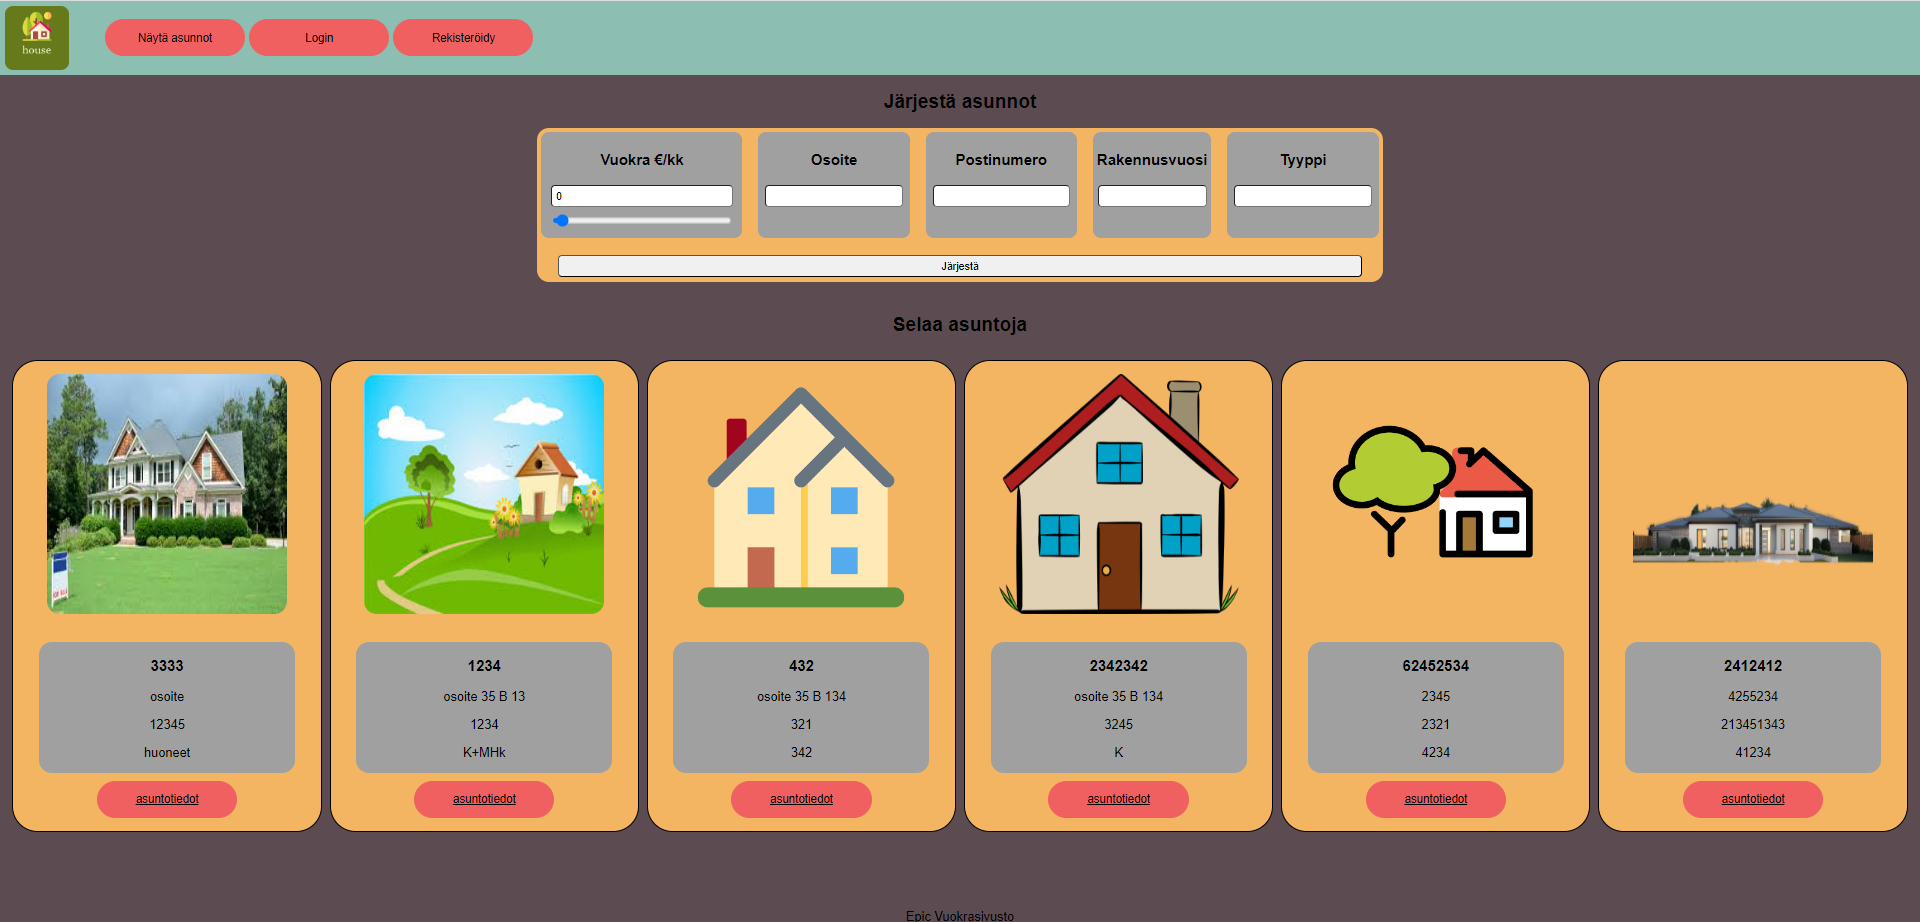 house
Näytä asunnot
Login
Rekisteröidy
Järjestä asunnot
Vuokra €/kk
Osoite
Postinumero
Rakennusvuosi
Tyyppi
0
Järjestä
Selaa asuntoja
3333
osoite
12345
huoneet
asuntotiedot
1234
osoite 35 B 13
1234
K+MHk
asuntotiedot
432
osoite 35 B 134
321
342
asuntotiedot
2342342
osoite 35 B 134
3245
K
asuntotiedot
62452534
2345
2321
4234
asuntotiedot
2412412
4255234
213451343
41234
asuntotiedot
Epic Vuokrasivusto